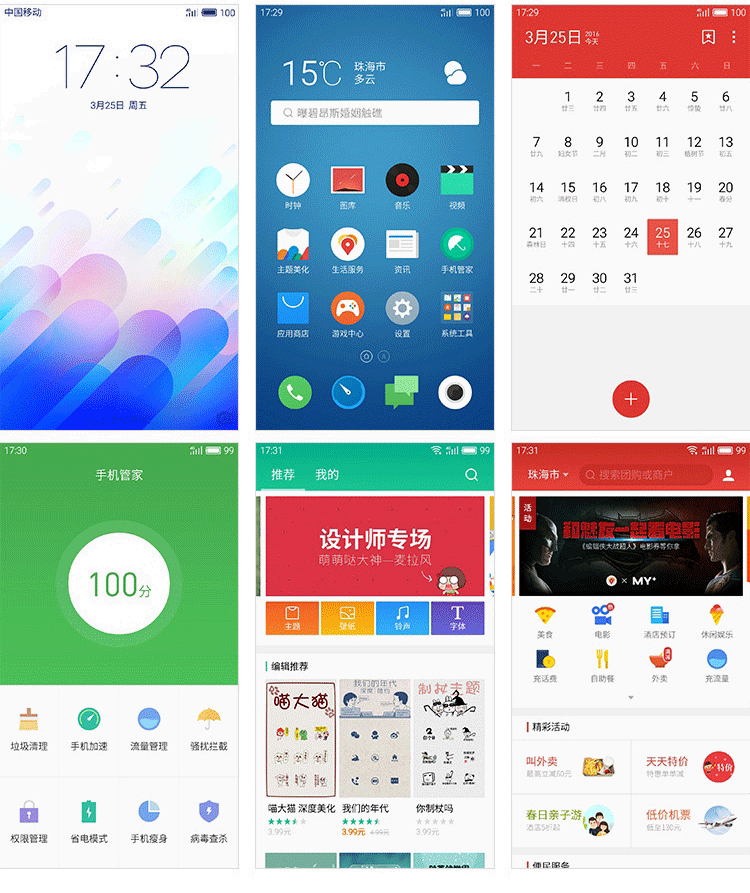 中国移动 100
17:32
3月25日 周五
17:29 100
15℃ 珠海市
多云
曝碧昂斯婚姻触礁
时钟 图库 音乐 视频
主题美化 生活服务 资讯 手机管家
应用商店 游戏中心 设置 系统工具
A
17:29 100
3月25日 2016
今天
一 二 三 四 五 六 日
1 2 3 4 5 6
廿三 廿四 廿五 廿六 惊蛰 廿八
7 8 9 10 11 12 13
廿九 妇女节 二月 初二 初三 植树节 初五
14 15 16 17 18 19 20
初六 消权日 初八 初九 初十 十一 春分
21 22 23 24 25 26 27
森林日 十四 十五 十六 十七 十八 十九
28 29 30 31
二十 廿一 廿二 廿三
17:30 99
手机管家
100分
垃圾清理 手机加速 流量管理 骚扰拦截
权限管理 省电模式 手机瘦身 病毒查杀
17:31 99
推荐 我的
设计师专场
萌萌哒大神—麦拉风
主题 壁纸 铃声 字体
编辑推荐
喵大猫
我们的年代
深度|简约
制杖主题
喵大猫 深度美化 我们的年代 你制杖吗
3.99元 3.99元 4.99元 3.99元
17:31 99
珠海市 搜索团购或商户
活动
和魅族一起看电影
《蝙蝠侠大战超人》电影券等你拿
× MY+
美食 电影 酒店预订 休闲娱乐
充话费 自助餐 外卖 充流量
精彩活动
叫外卖 天天特价
最高立减60元 特惠单单减
特价
春日亲子游 低价机票
酒店5折起 低至130元
便民服务